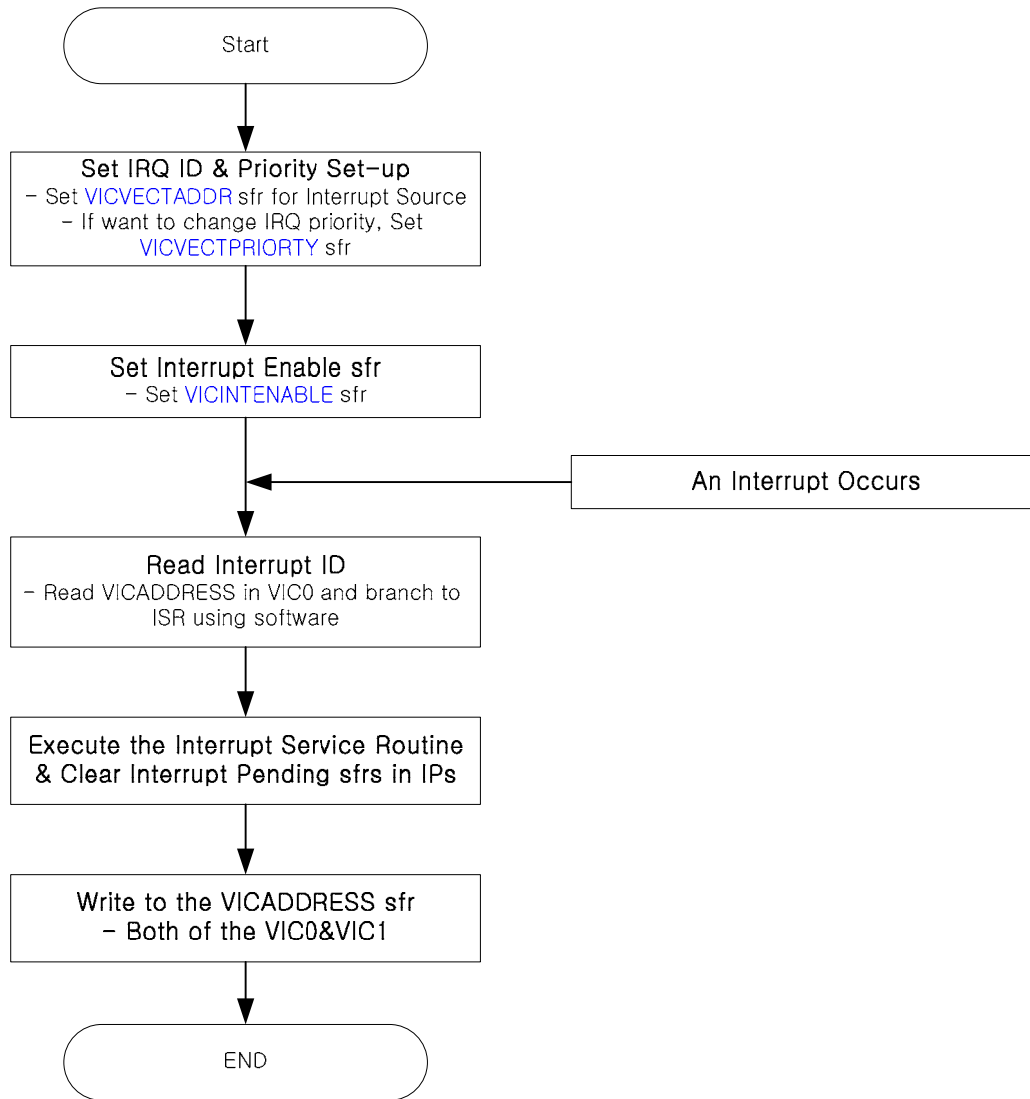 Start
Set IRQ ID & Priority Set-up
- Set VICVECTADDR sfr for Interrupt Source
- If want to change IRQ priority, Set
VICVECTPRIORTY sfr
Set Interrupt Enable sfr
- Set VICINTENABLE sfr
An Interrupt Occurs
Read Interrupt ID
- Read VICADDRESS in VIC0 and branch to
ISR using software
Execute the Interrupt Service Routine
& Clear Interrupt Pending sfrs in IPs
Write to the VICADDRESS sfr
- Both of the VIC0&VIC1
END